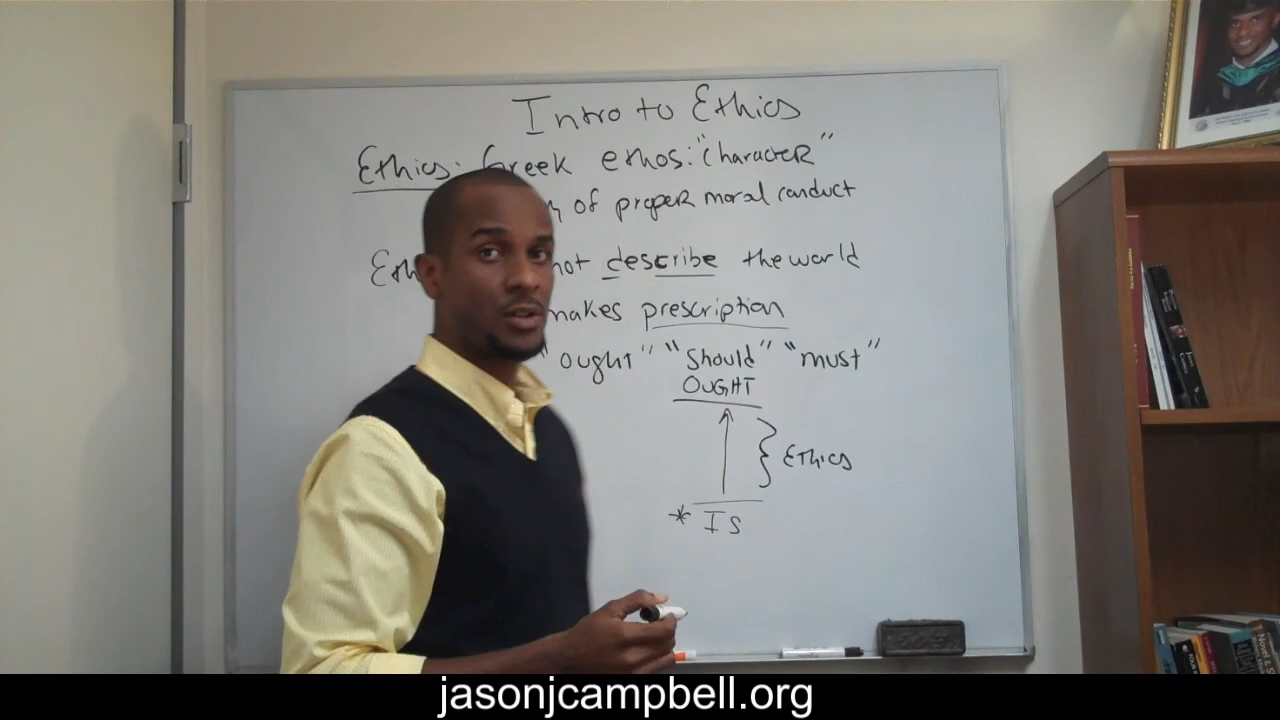 Intro to Ethics
Ethics: Greek ethos: "character"
of proper moral conduct
not describe the world
makes prescription
"ought" "should" "must"
OUGHT
Ethics
* IS
jasonjcampbell.org